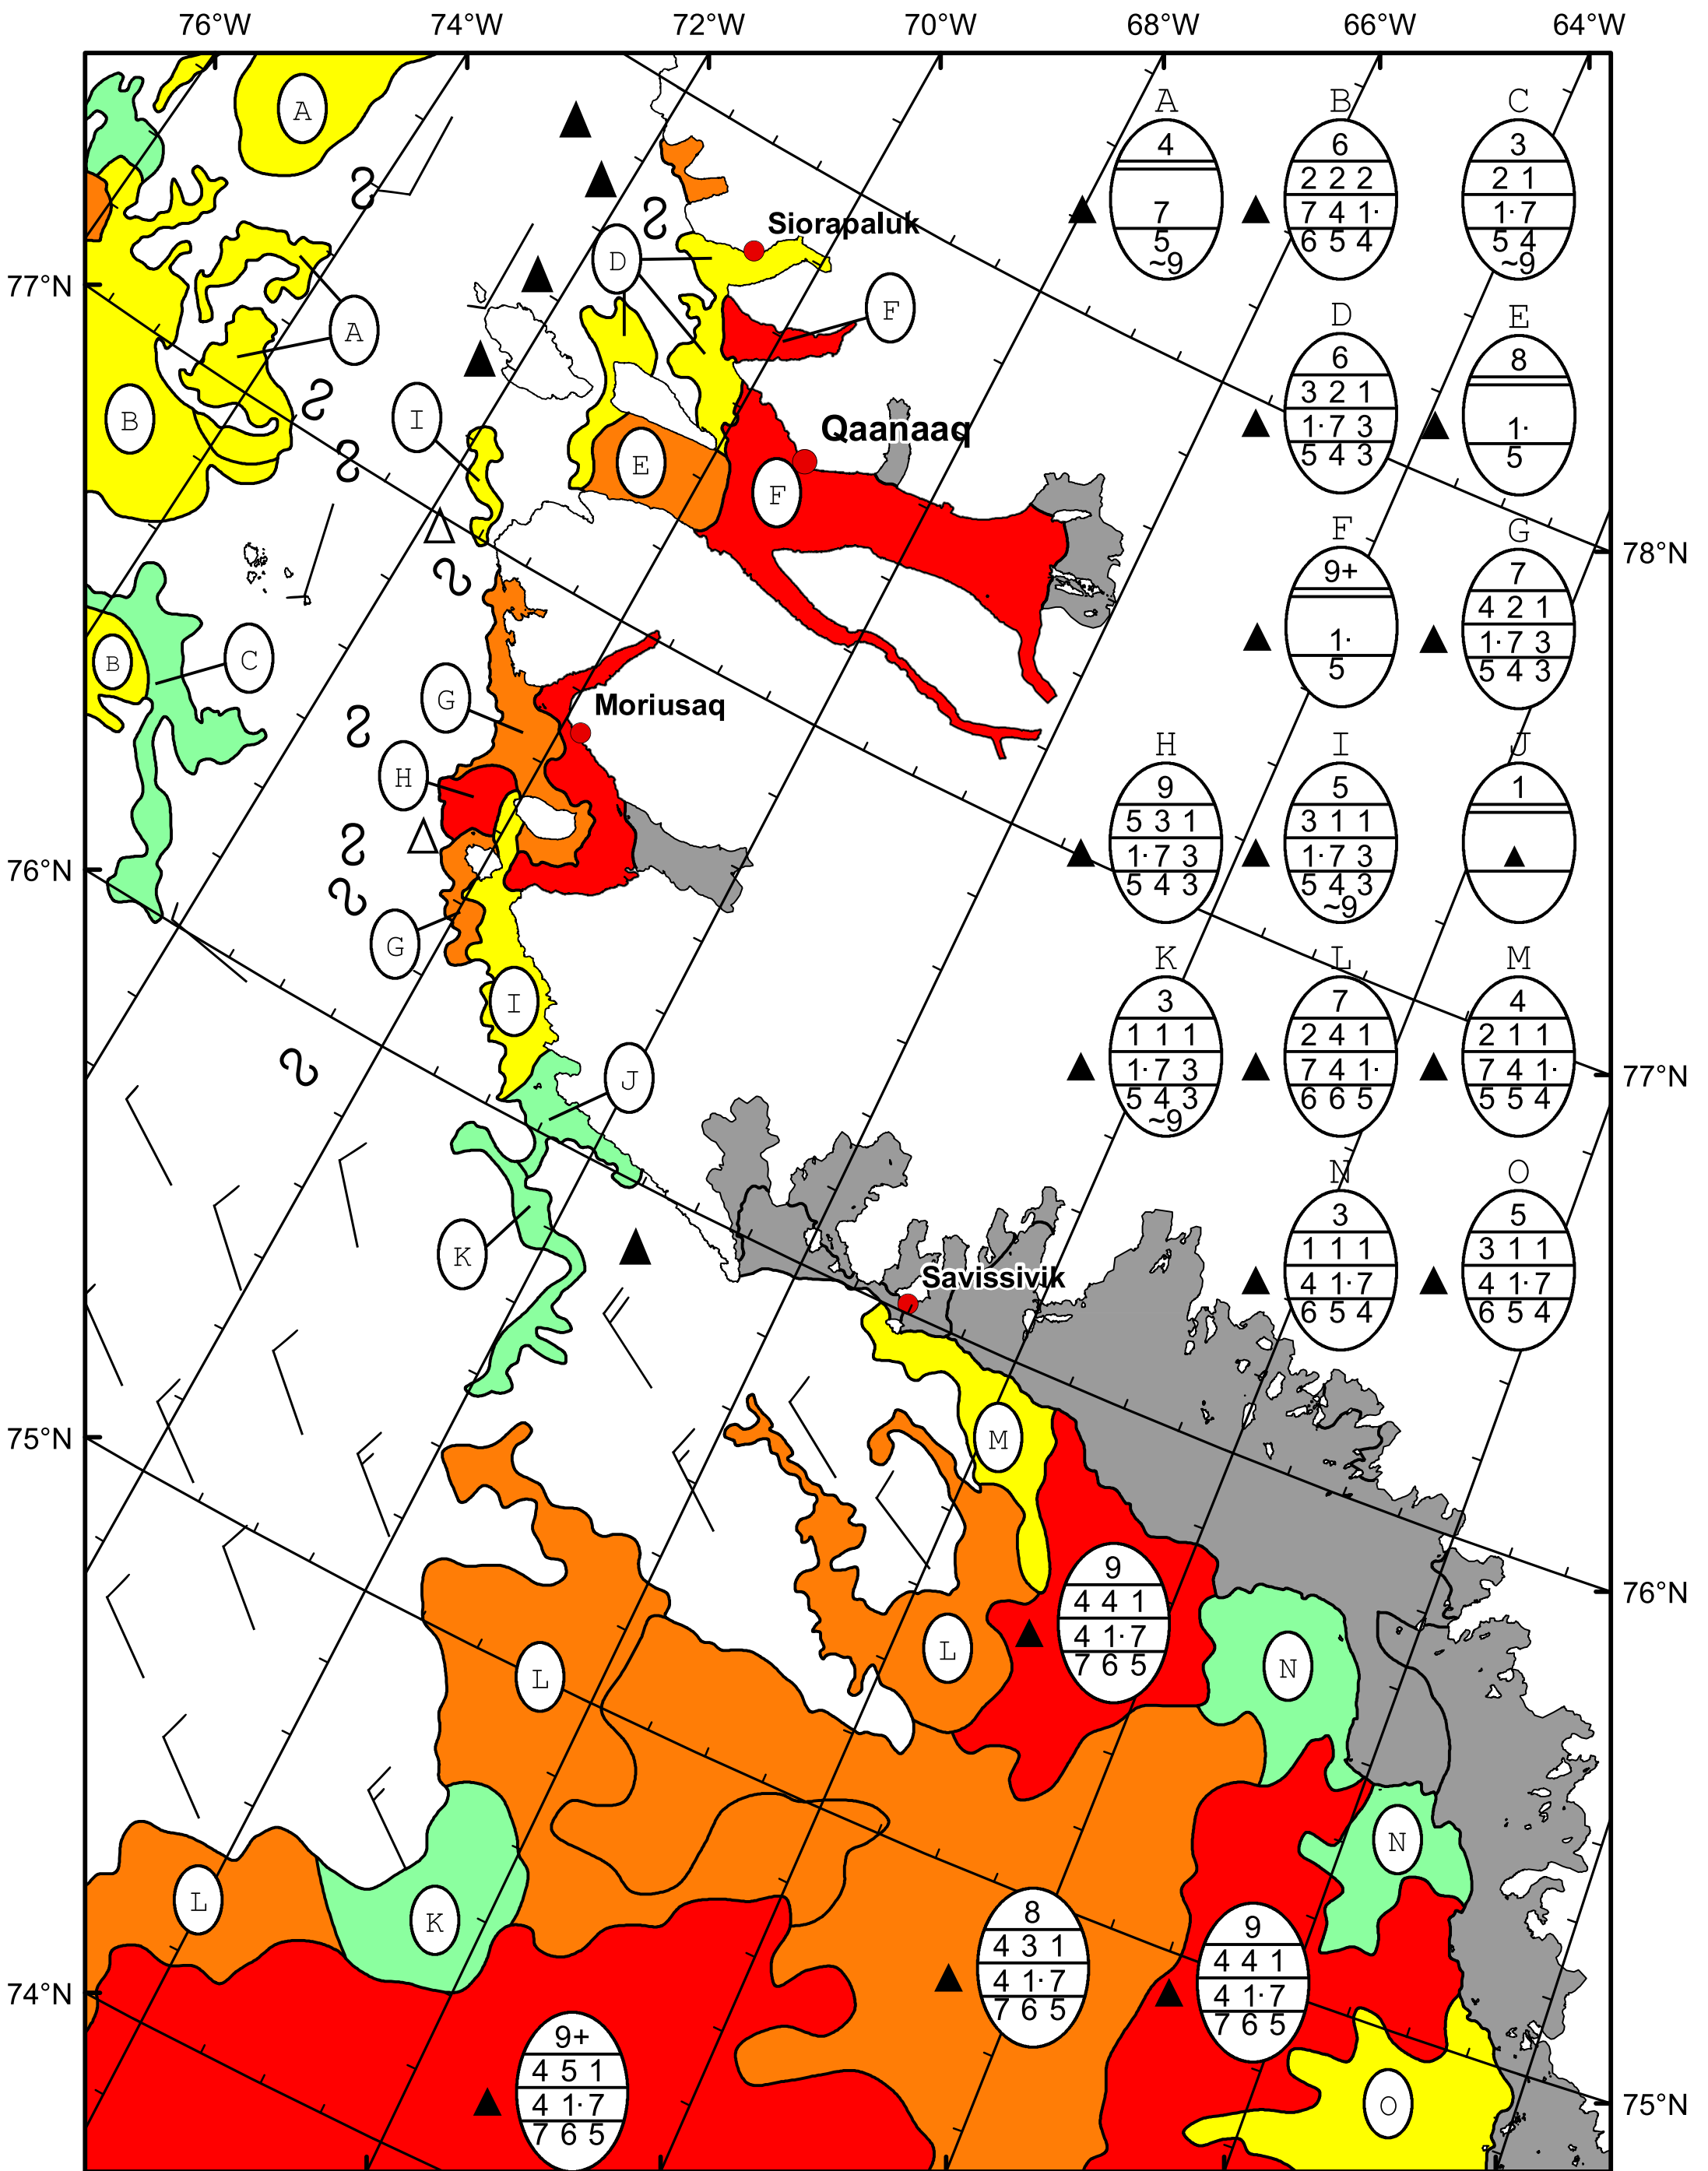 76°W 74°W 72°W 70°W 68°W 66°W 64°W
A B C
A
4 6 3
2 2 2 2 1
7 7 4 1· 1·7
5 6 5 4 5 4
~9 ~9
Siorapaluk
D
77°N
D E
F
A
6 8
3 2 1
1·7 3 1·
5 4 3 5
I
B
Qaanaaq
E
F
F G
78°N
9+ 7
4 2 1
1· 1·7 3
5 5 4 3
B
C
G
Moriusaq
H I J
H
9 5 1
5 3 1 3 1 1
1·7 3 1·7 3
5 4 3 5 4 3
~9
76°N
G
K L M
I
3 7 4
1 1 1 2 4 1 2 1 1
1·7 3 7 4 1· 7 4 1·
5 4 3 6 6 5 5 5 4
~9
77°N
J
N O
3 5
1 1 1 3 1 1
4 1·7 4 1·7
6 5 4 6 5 4
K
Savissivik
75°N
M
9
4 4 1
4 1·7
7 6 5
76°N
L
N
L
N
L
K
8
4 3 1
4 1·7
7 6 5
9
4 4 1
4 1·7
7 6 5
74°N
9+
4 5 1
4 1·7
7 6 5
O
75°N